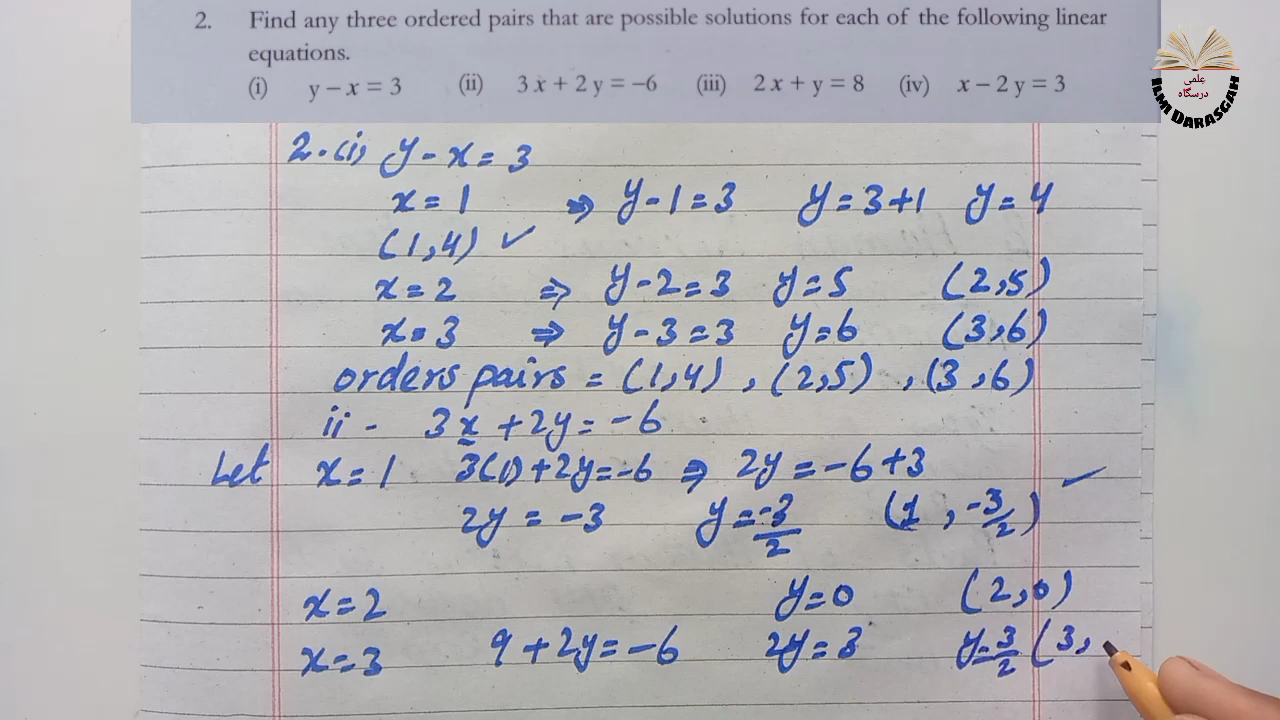 2. Find any three ordered pairs that are possible solutions for each of the following linear
equations.
(i) y – x = 3 (ii) 3 x + 2 y = –6 (iii) 2 x + y = 8 (iv) x – 2 y = 3
علمی
درسگاہ
ILMI DARASGAH
2.(i) y - x = 3
x = 1 ⇒ y - 1 = 3 y = 3+1 y = 4
(1,4) ✓
x = 2 ⇒ y - 2 = 3 y = 5 (2,5)
x = 3 ⇒ y - 3 = 3 y = 6 (3,6)
orders pairs = (1,4) , (2,5) , (3,6)
ii - 3x + 2y = -6
Let x = 1 3(1) + 2y = -6 ⇒ 2y = -6 + 3
2y = -3 y = -3/2 (1, -3/2) ✓
x = 2 y = 0 (2,0)
x = 3 9 + 2y = -6 2y = 3 y = 3/2 (3,